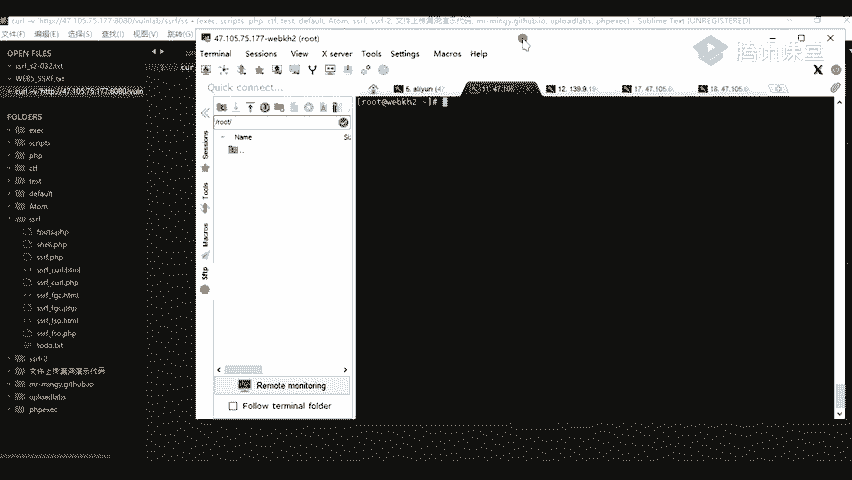 curl -v "http://47.105.75.177:8080/vulnlab/ssrf/ss • (exec, scripts, php, ctf, test, default, Atom, ssrf, ssrf-2, 文件上传漏洞演示代码, mr-mingy.github.io, uploadlabs, phpexec) - Sublime Text (UNREGISTERED)
文件(F) 编辑(E) 选择(S) 查找(I) 视图(V) 跳转(G)
47.105.75.177-webkh2 (root)
Terminal Sessions View X server Tools Settings Macros Help
腾讯课堂
Quick connect...
6. aliyun (47
11. 47.105
12. 139.9.19
17. 47.105.6
18. 47.105.6
/root/
Name
..
Sessions
Tools
Macros
Sftp
[root@webkh2 ~]#
Remote monitoring
Follow terminal folder
OPEN FILES
ssrf_s2-032.txt
WEB5_SSRF.txt
curl -v "http://47.105.75.177:8080/vuln
FOLDERS
exec
scripts
php
ctf
test
default
Atom
ssrf
shell.php
ssrf.php
ssrf_curl.html
ssrf_curl.php
ssrf_fgc.html
ssrf_fgc.php
ssrf_fso.html
ssrf_fso.php
todo.txt
ssrf-2
文件上传漏洞演示代码
mr-mingy.github.io
uploadlabs
phpexec